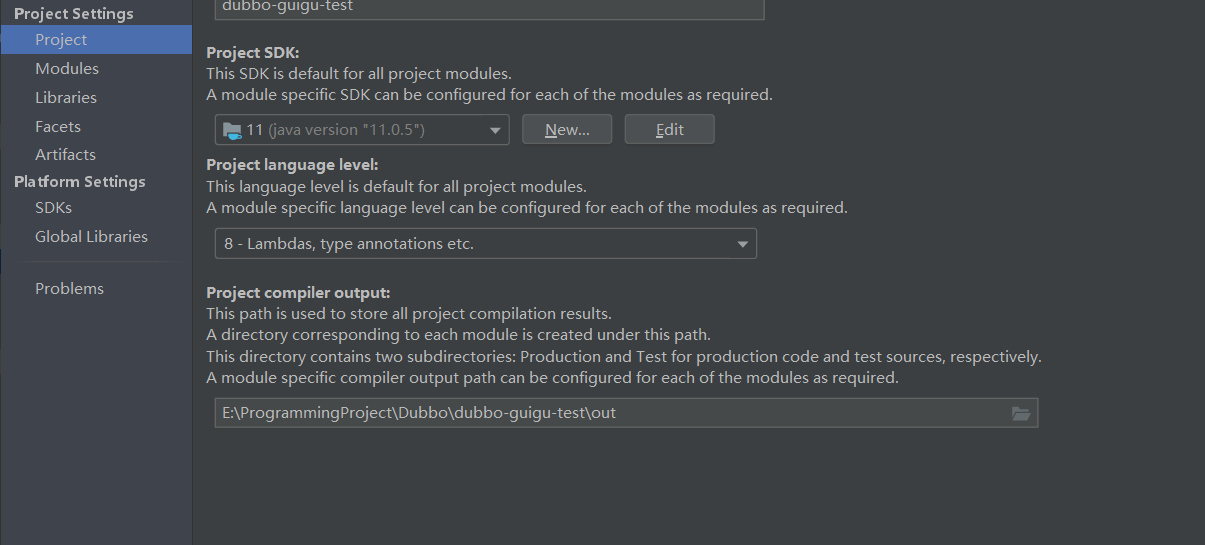 Project Settings
Project
Modules
Libraries
Facets
Artifacts
Platform Settings
SDKs
Global Libraries
Problems
dubbo-guigu-test
Project SDK:
This SDK is default for all project modules.
A module specific SDK can be configured for each of the modules as required.
11 (java version "11.0.5")
New...
Edit
Project language level:
This language level is default for all project modules.
A module specific language level can be configured for each of the modules as required.
8 - Lambdas, type annotations etc.
Project compiler output:
This path is used to store all project compilation results.
A directory corresponding to each module is created under this path.
This directory contains two subdirectories: Production and Test for production code and test sources, respectively.
A module specific compiler output path can be configured for each of the modules as required.
E:\ProgrammingProject\Dubbo\dubbo-guigu-test\out